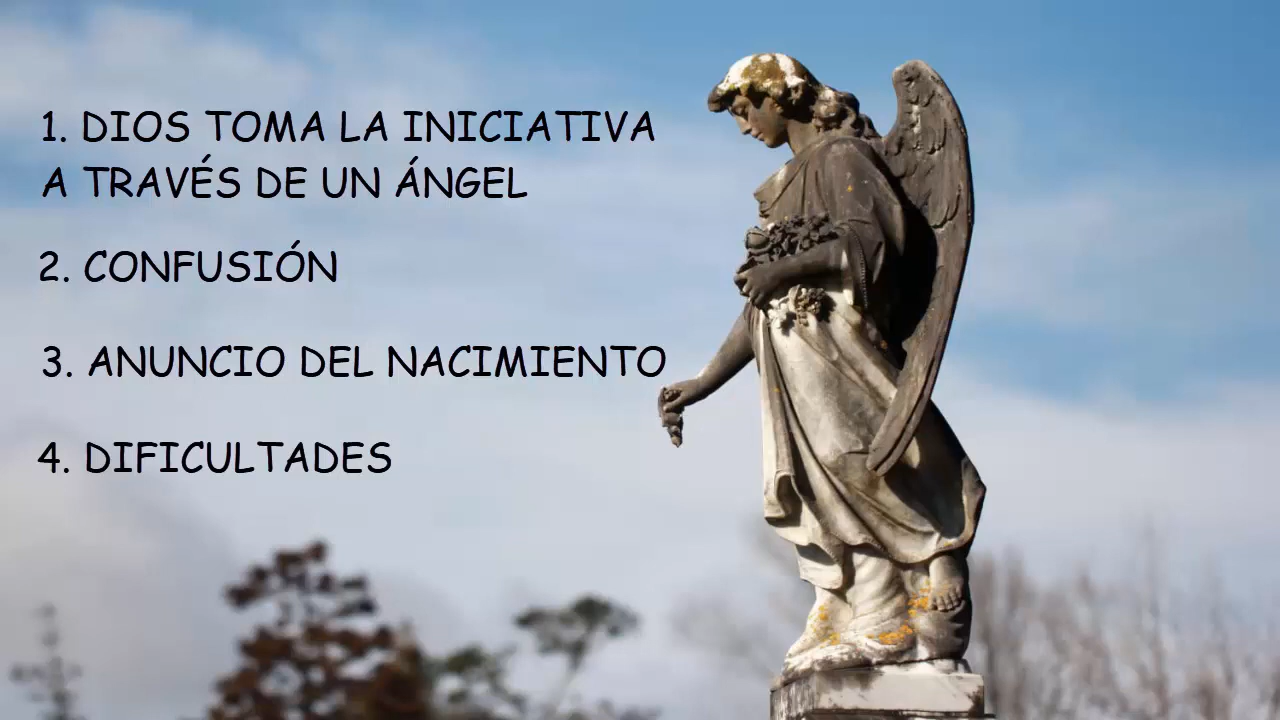 1. DIOS TOMA LA INICIATIVA
A TRAVÉS DE UN ÁNGEL
2. CONFUSIÓN
3. ANUNCIO DEL NACIMIENTO
4. DIFICULTADES